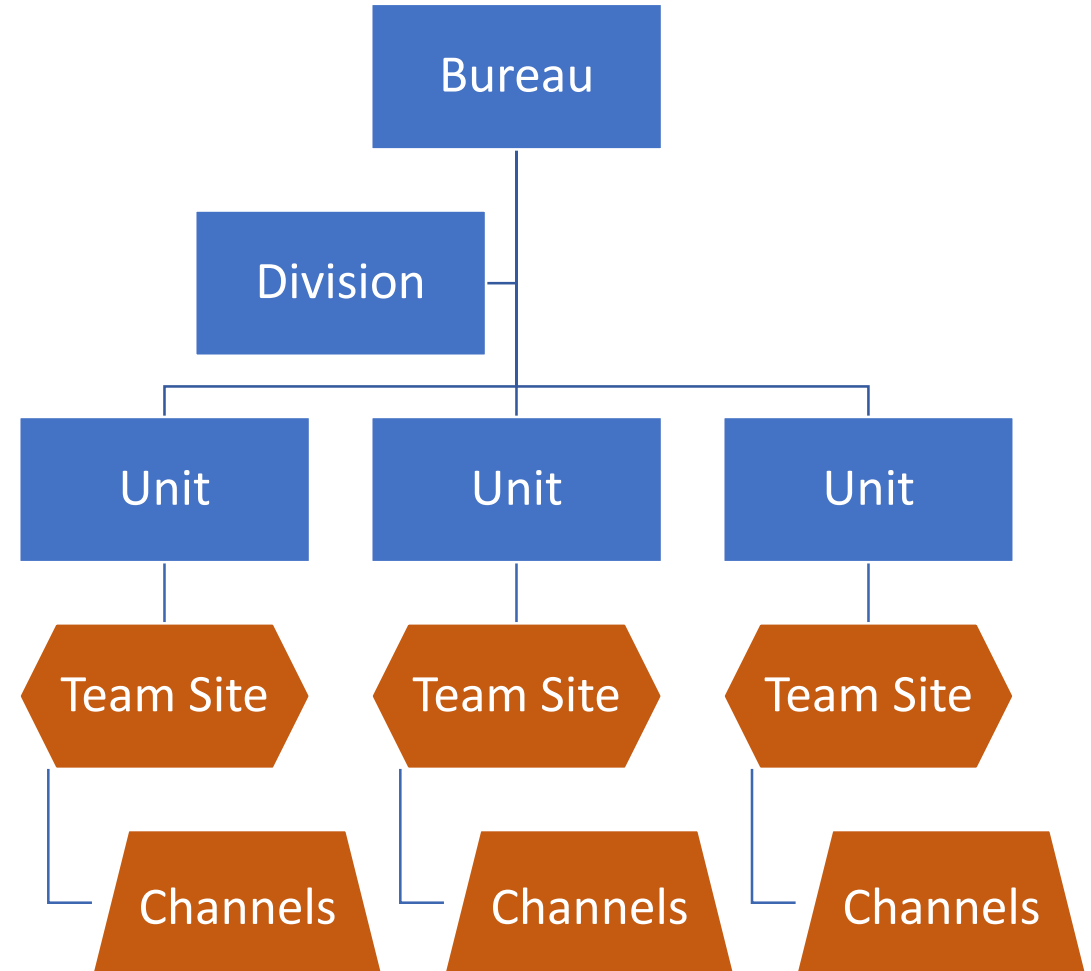 Bureau
Division
Unit
Unit
Unit
Team Site
Team Site
Team Site
Channels
Channels
Channels